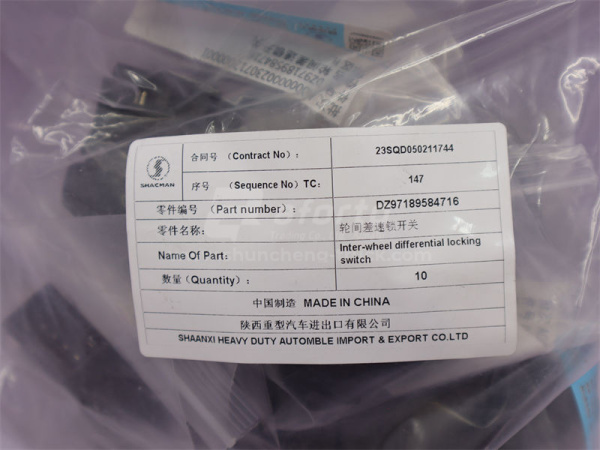 SHACMAN
合同号 （Contract No）： 23SQD050211744
序号 （Sequence No）TC： 147
零件编号 （Part number）： DZ97189584716
零件名称： 轮间差速锁开关
Name Of Part： Inter-wheel differential locking
switch
数量（Quantity）： 10
中国制造 MADE IN CHINA
陕西重型汽车进出口有限公司
SHAANXI HEAVY DUTY AUTOMBLE IMPORT & EXPORT CO.LTD